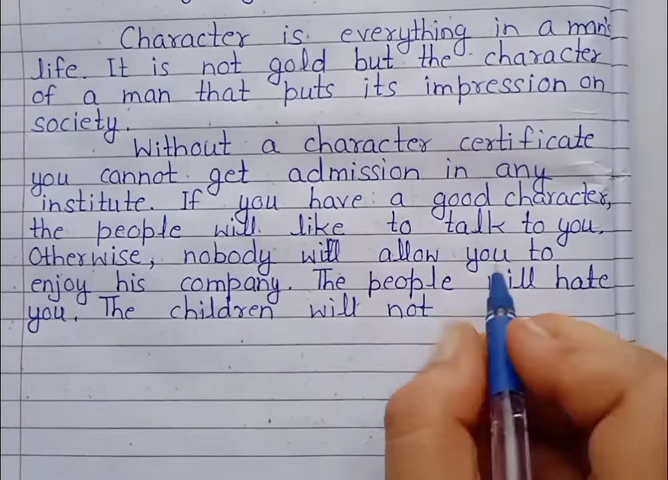 Character is everything in a man's
life. It is not gold but the character
of a man that puts its impression on
society.
Without a character certificate
you cannot get admission in any
institute. If you have a good character,
the people will like to talk to you.
Otherwise, nobody will allow you to
enjoy his company. The people will hate
you. The children will not